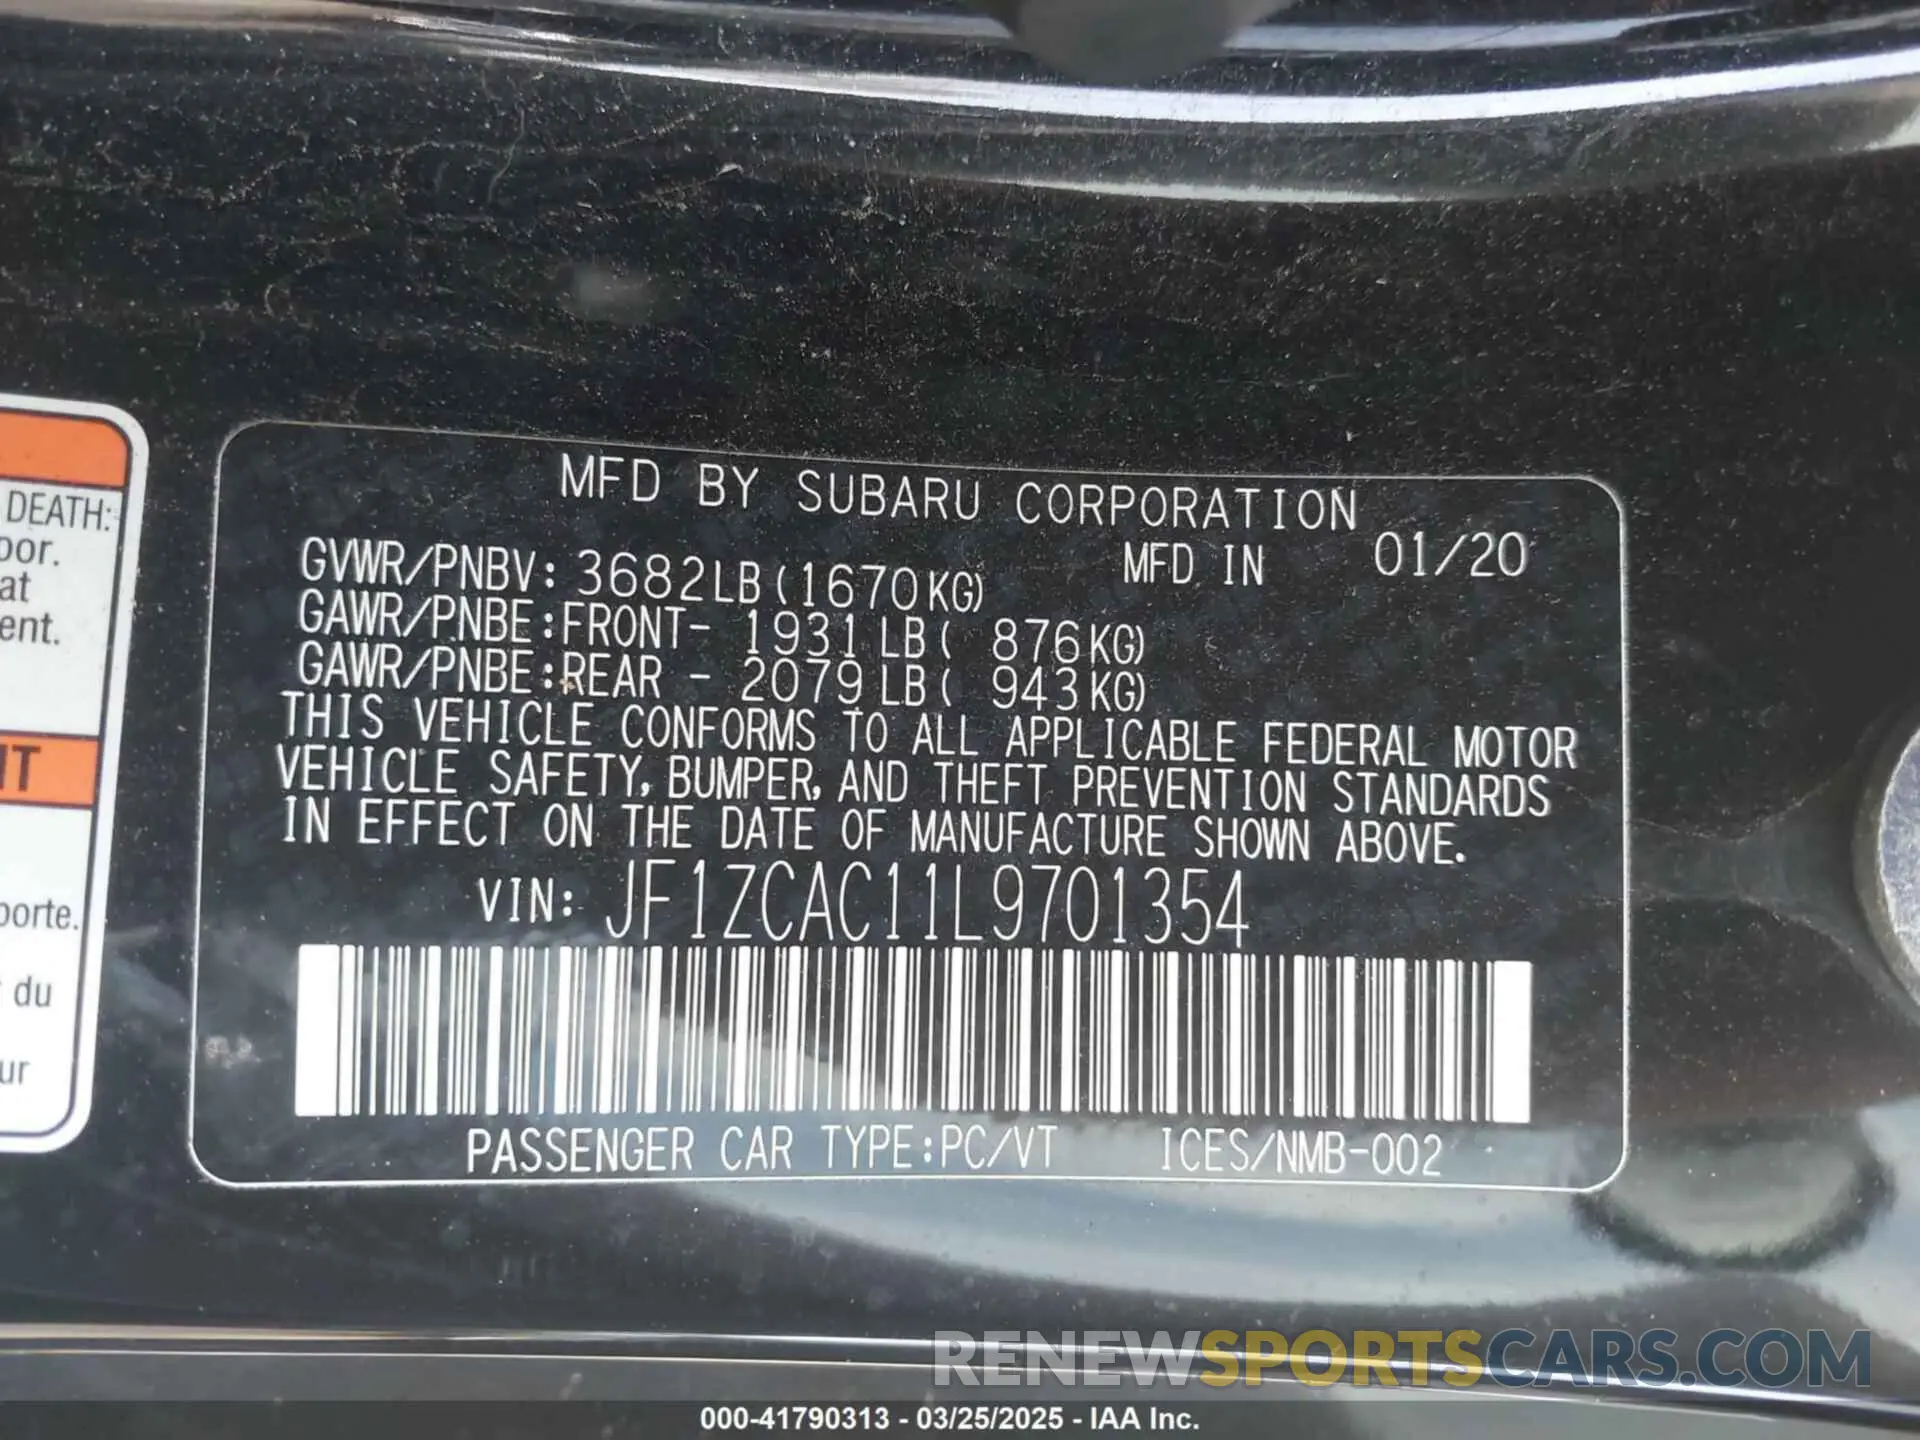 MFD BY SUBARU CORPORATION
GVWR/PNBV: 3682LB(1670KG) MFD IN 01/20
GAWR/PNBE:FRONT- 1931LB( 876KG)
GAWR/PNBE:REAR - 2079LB( 943KG)
THIS VEHICLE CONFORMS TO ALL APPLICABLE FEDERAL MOTOR
VEHICLE SAFETY, BUMPER, AND THEFT PREVENTION STANDARDS
IN EFFECT ON THE DATE OF MANUFACTURE SHOWN ABOVE.
VIN: JF1ZCAC11L9701354
PASSENGER CAR TYPE:PC/VT ICES/NMB-002
DEATH:
oor.
at
ent.
IT
porte.
du
ur
RENEWSPORTSCARS.COM
000-41790313 - 03/25/2025 - IAA Inc.